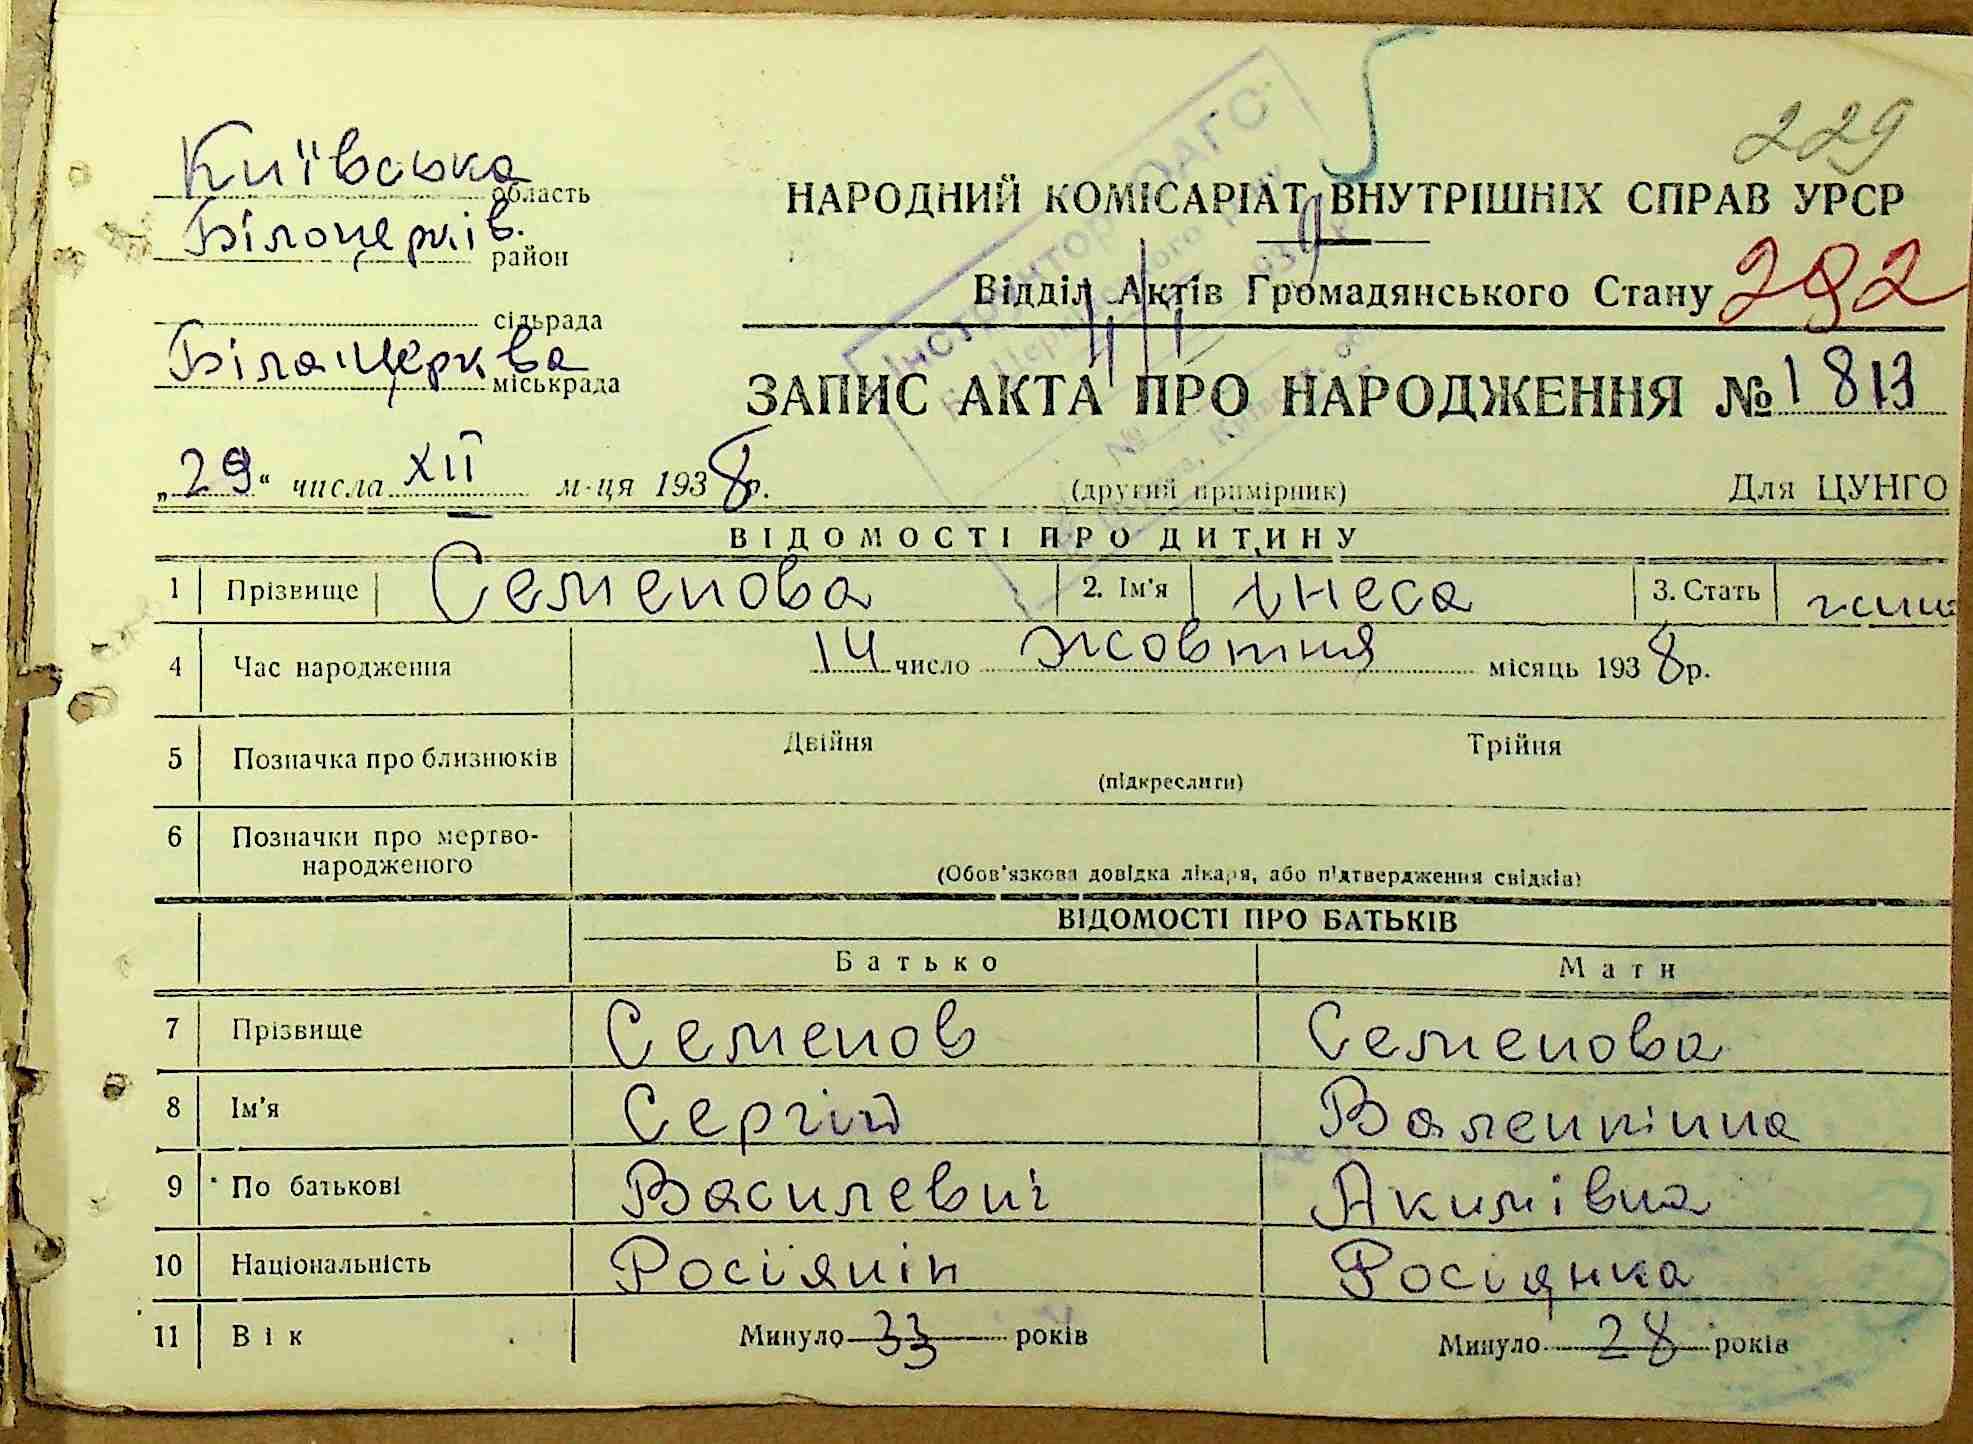 229
Київська область
Білоцерків. район
сільрада
Біла Церква міськрада
НАРОДНИЙ КОМІСАРІАТ ВНУТРІШНІХ СПРАВ УРСР
Відділ Актів Громадянського Стану 292
ЗАПИС АКТА ПРО НАРОДЖЕННЯ № 1813
„29“ числа XII м-ця 1938 р.
(другий примірник)
Для ЦУНГО
ВІДОМОСТІ ПРО ДИТИНУ
1 Прізвище Семенова 2. Ім'я Інеса 3. Стать
4 Час народження 14 число жовтня місяць 1938 р.
5 Позначка про близнюків Двійня Трійня
(підкреслити)
6 Позначки про мертво-
народженого
(Обов'язкова довідка лікаря, або підтвердження свідків)
ВІДОМОСТІ ПРО БАТЬКІВ
Батько Мати
7 Прізвище Семенов Семенова
8 Ім'я Сергій Валентіна
9 По батькові Василевич Акимівна
10 Національність Росіянін Росіянка
11 Вік Минуло 33 років Минуло 28 років